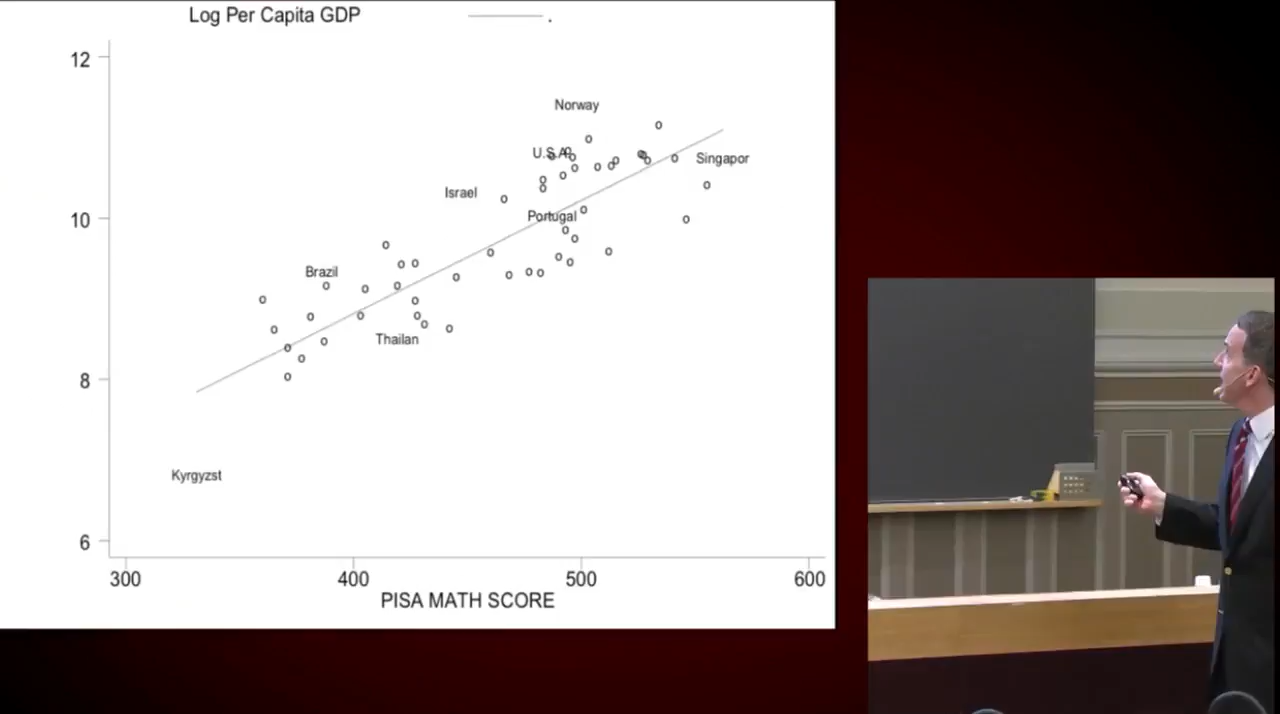 Log Per Capita GDP
12
Norway
U.S.A.
Singapor
Israel
10
Portugal
Brazil
Thailan
8
Kyrgyzst
6
300 400 500 600
PISA MATH SCORE